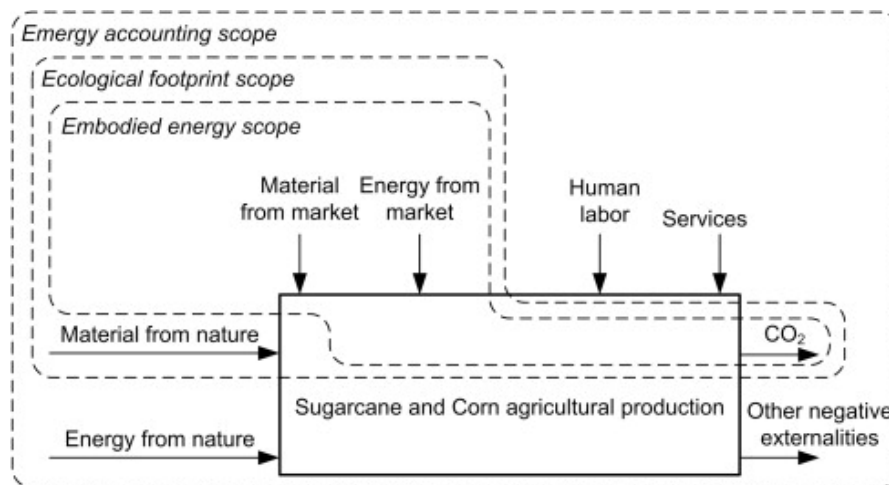 Emergy accounting scope
Ecological footprint scope
Embodied energy scope
Material
from market
Energy from
market
Human
labor
Services
Material from nature
CO₂
Sugarcane and Corn agricultural production
Energy from nature
Other negative
externalities